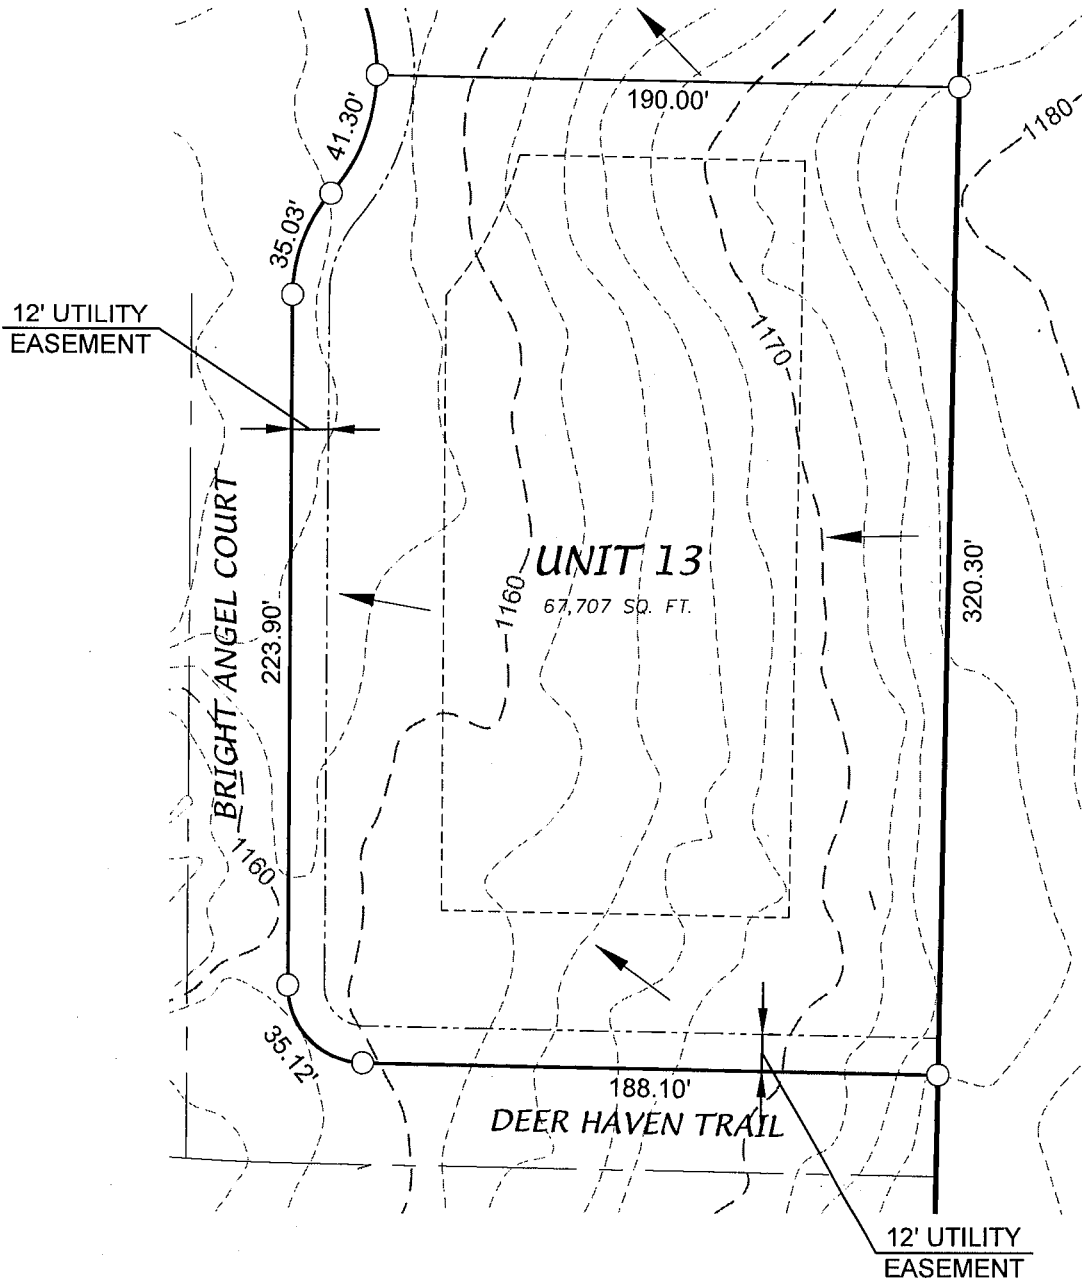 190.00'
41.30'
1180
35.03'
12' UTILITY
EASEMENT
1170
BRIGHT ANGEL COURT
UNIT 13
67,707 SQ. FT.
1160
320.30'
223.90'
1160
35.12'
188.10'
DEER HAVEN TRAIL
12' UTILITY
EASEMENT